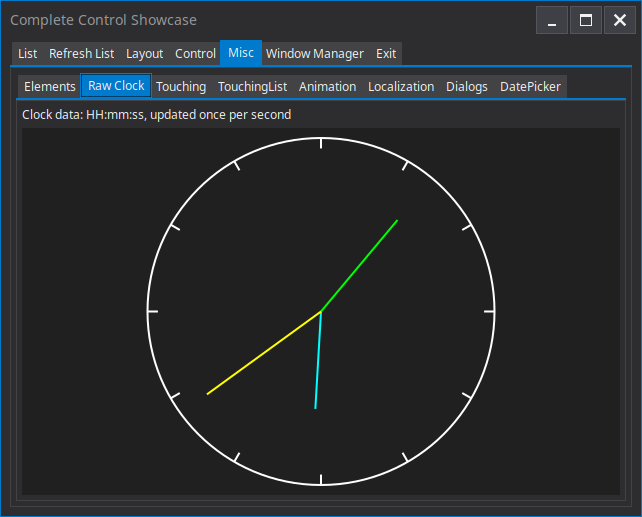 Complete Control Showcase
List Refresh List Layout Control Misc Window Manager Exit
Elements Raw Clock Touching TouchingList Animation Localization Dialogs DatePicker
Clock data: HH:mm:ss, updated once per second